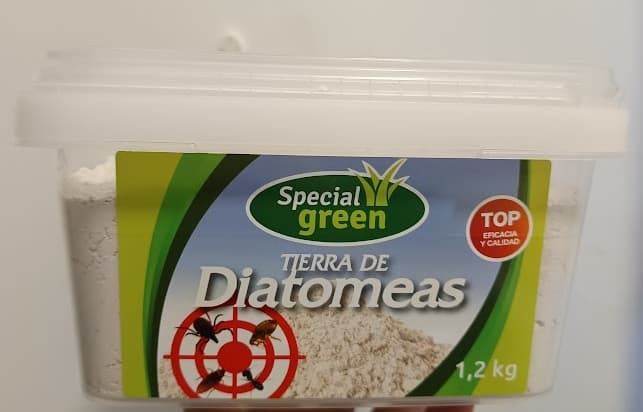 Special
green
TOP
EFICACIA
Y CALIDAD
TIERRA DE
Diatomeas
1,2 kg